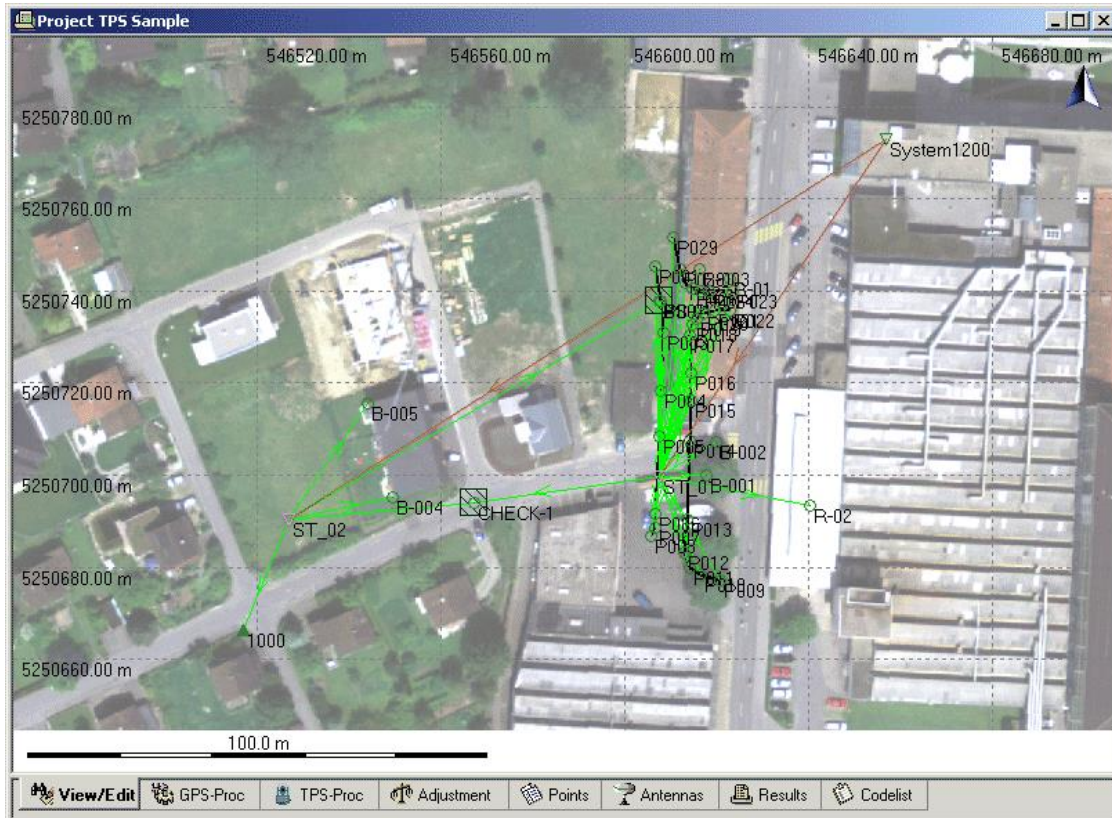 Project TPS Sample
546520.00 m
546560.00 m
546600.00 m
546640.00 m
546680.00 m
5250780.00 m
System1200
5250760.00 m
P029
5250740.00 m
P017
5250720.00 m
P016
P004
P015
B-005
B-002
5250700.00 m
B-001
ST_01
B-004
CHECK-1
R-02
ST_02
P013
P012
5250680.00 m
P009
1000
5250660.00 m
100.0 m
View/Edit
GPS-Proc
TPS-Proc
Adjustment
Points
Antennas
Results
Codelist